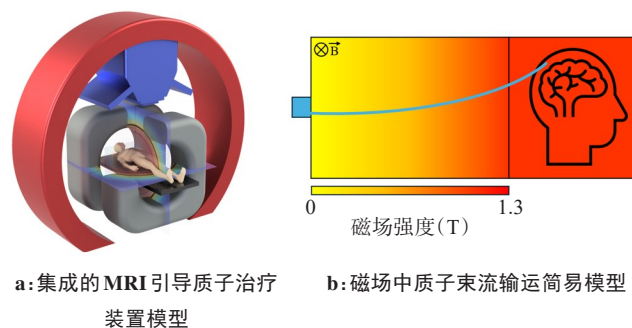 ⊗B⃗
0
1.3
磁场强度(T)
a:集成的MRI引导质子治疗
装置模型
b:磁场中质子束流输运简易模型